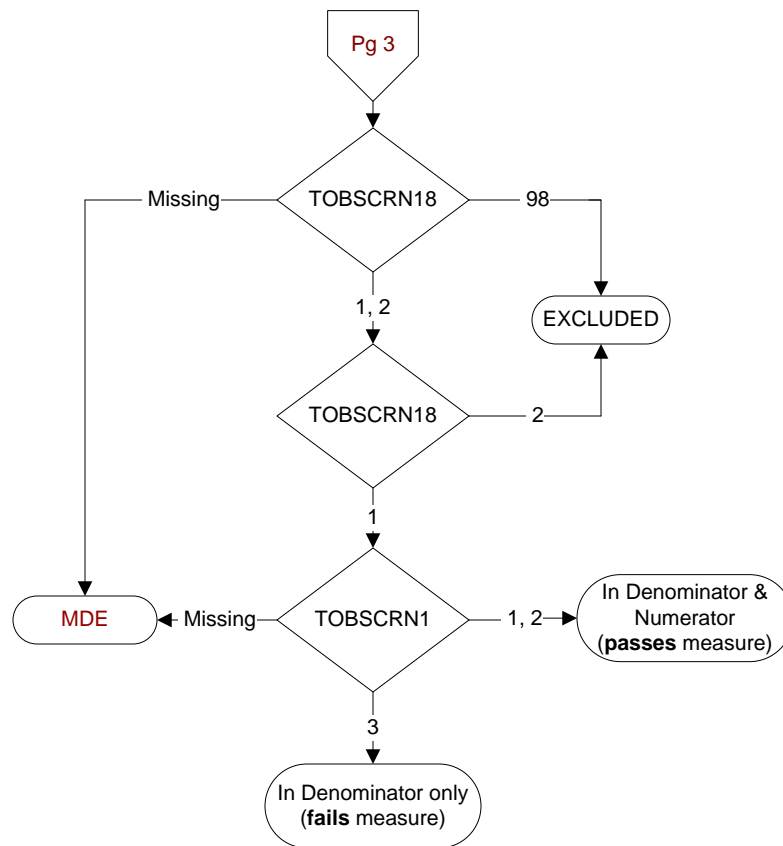 Pg 3
TOBSCRN18
Missing
98
1, 2
EXCLUDED
TOBSCRN18
2
1
MDE
Missing
TOBSCRN1
1, 2
In Denominator &
Numerator
(passes measure)
3
In Denominator only
(fails measure)